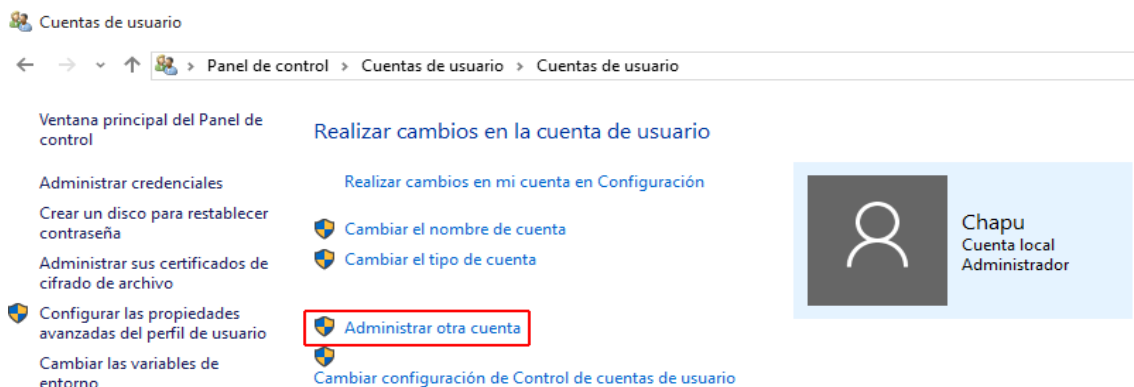 Cuentas de usuario
Panel de control > Cuentas de usuario > Cuentas de usuario
Ventana principal del Panel de
control
Administrar credenciales
Crear un disco para restablecer
contraseña
Administrar sus certificados de
cifrado de archivo
Configurar las propiedades
avanzadas del perfil de usuario
Cambiar las variables de
entorno
Realizar cambios en la cuenta de usuario
Realizar cambios en mi cuenta en Configuración
Cambiar el nombre de cuenta
Cambiar el tipo de cuenta
Administrar otra cuenta
Cambiar configuración de Control de cuentas de usuario
Chapu
Cuenta local
Administrador